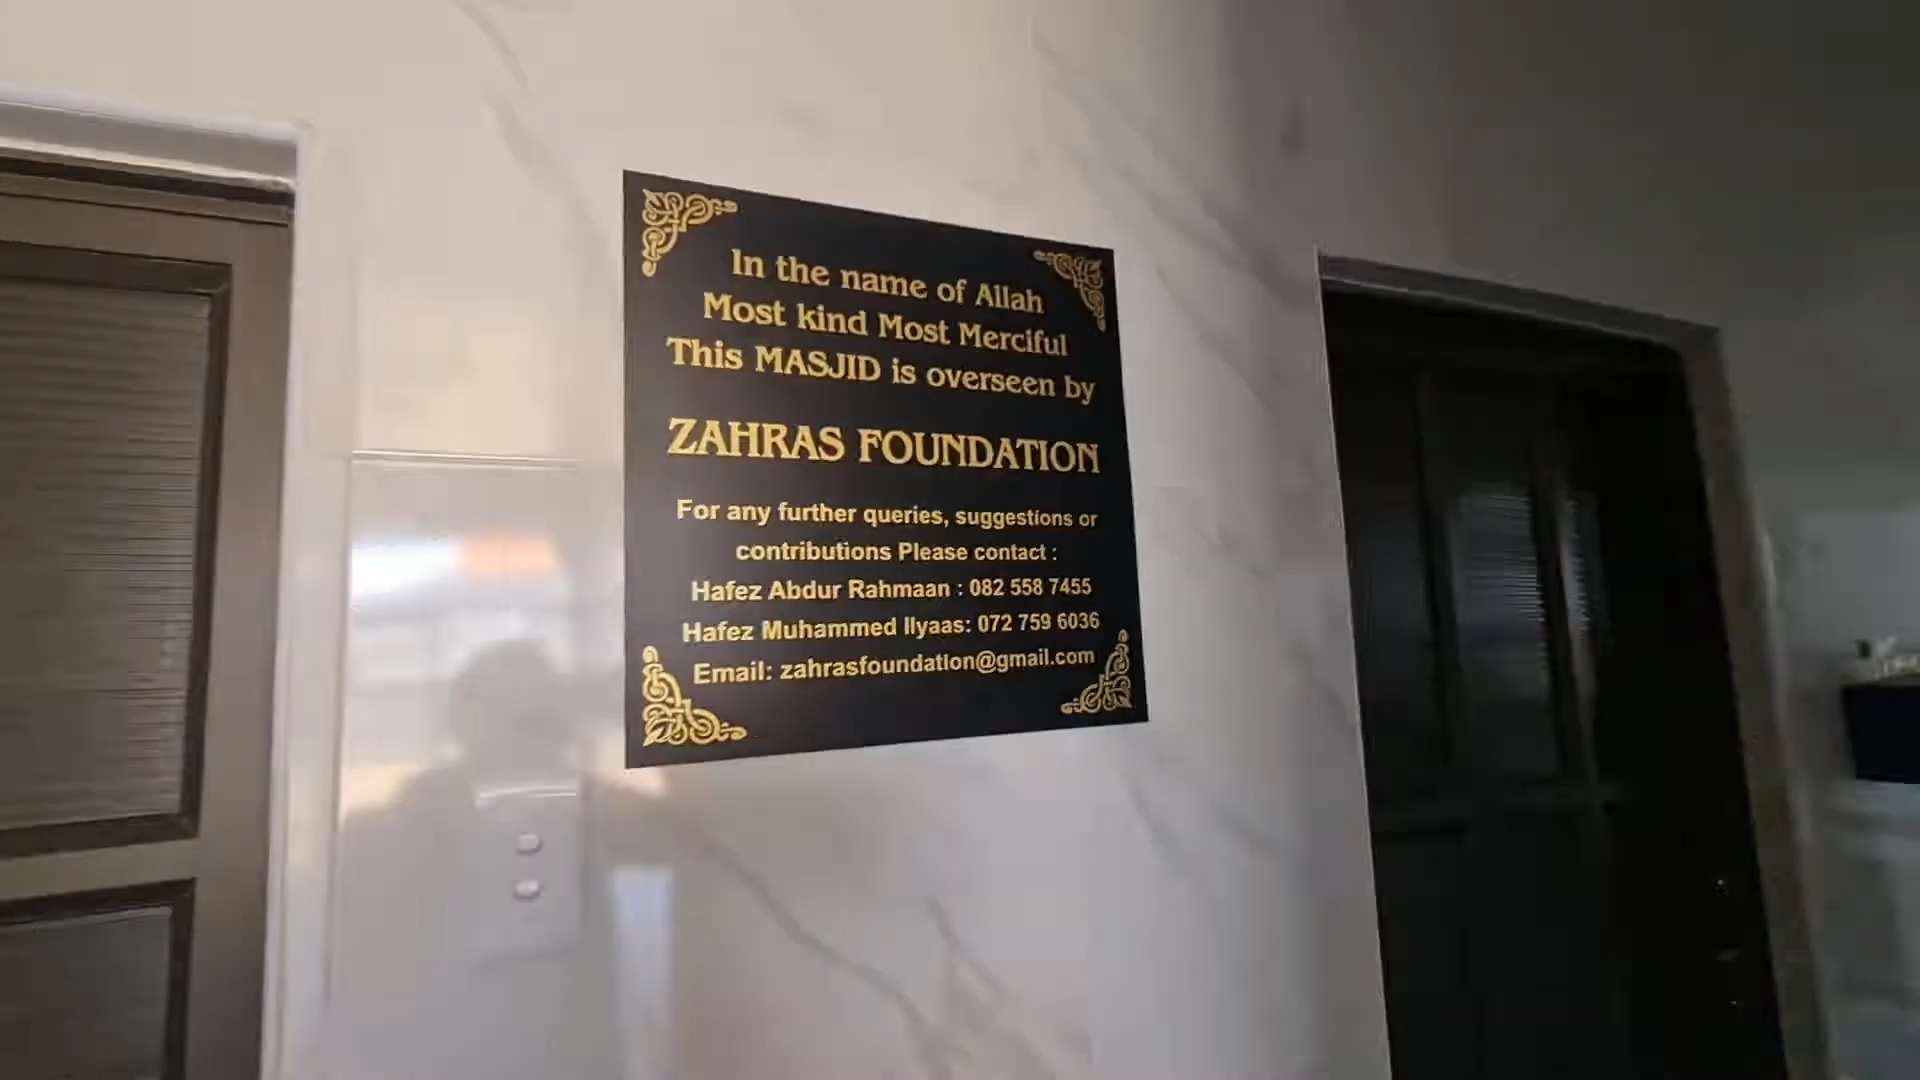 In the name of Allah
Most kind Most Merciful
This MASJID is overseen by
ZAHRAS FOUNDATION
For any further queries, suggestions or
contributions Please contact :
Hafez Abdur Rahmaan : 082 558 7455
Hafez Muhammed Ilyaas: 072 759 6036
Email: zahrasfoundation@gmail.com